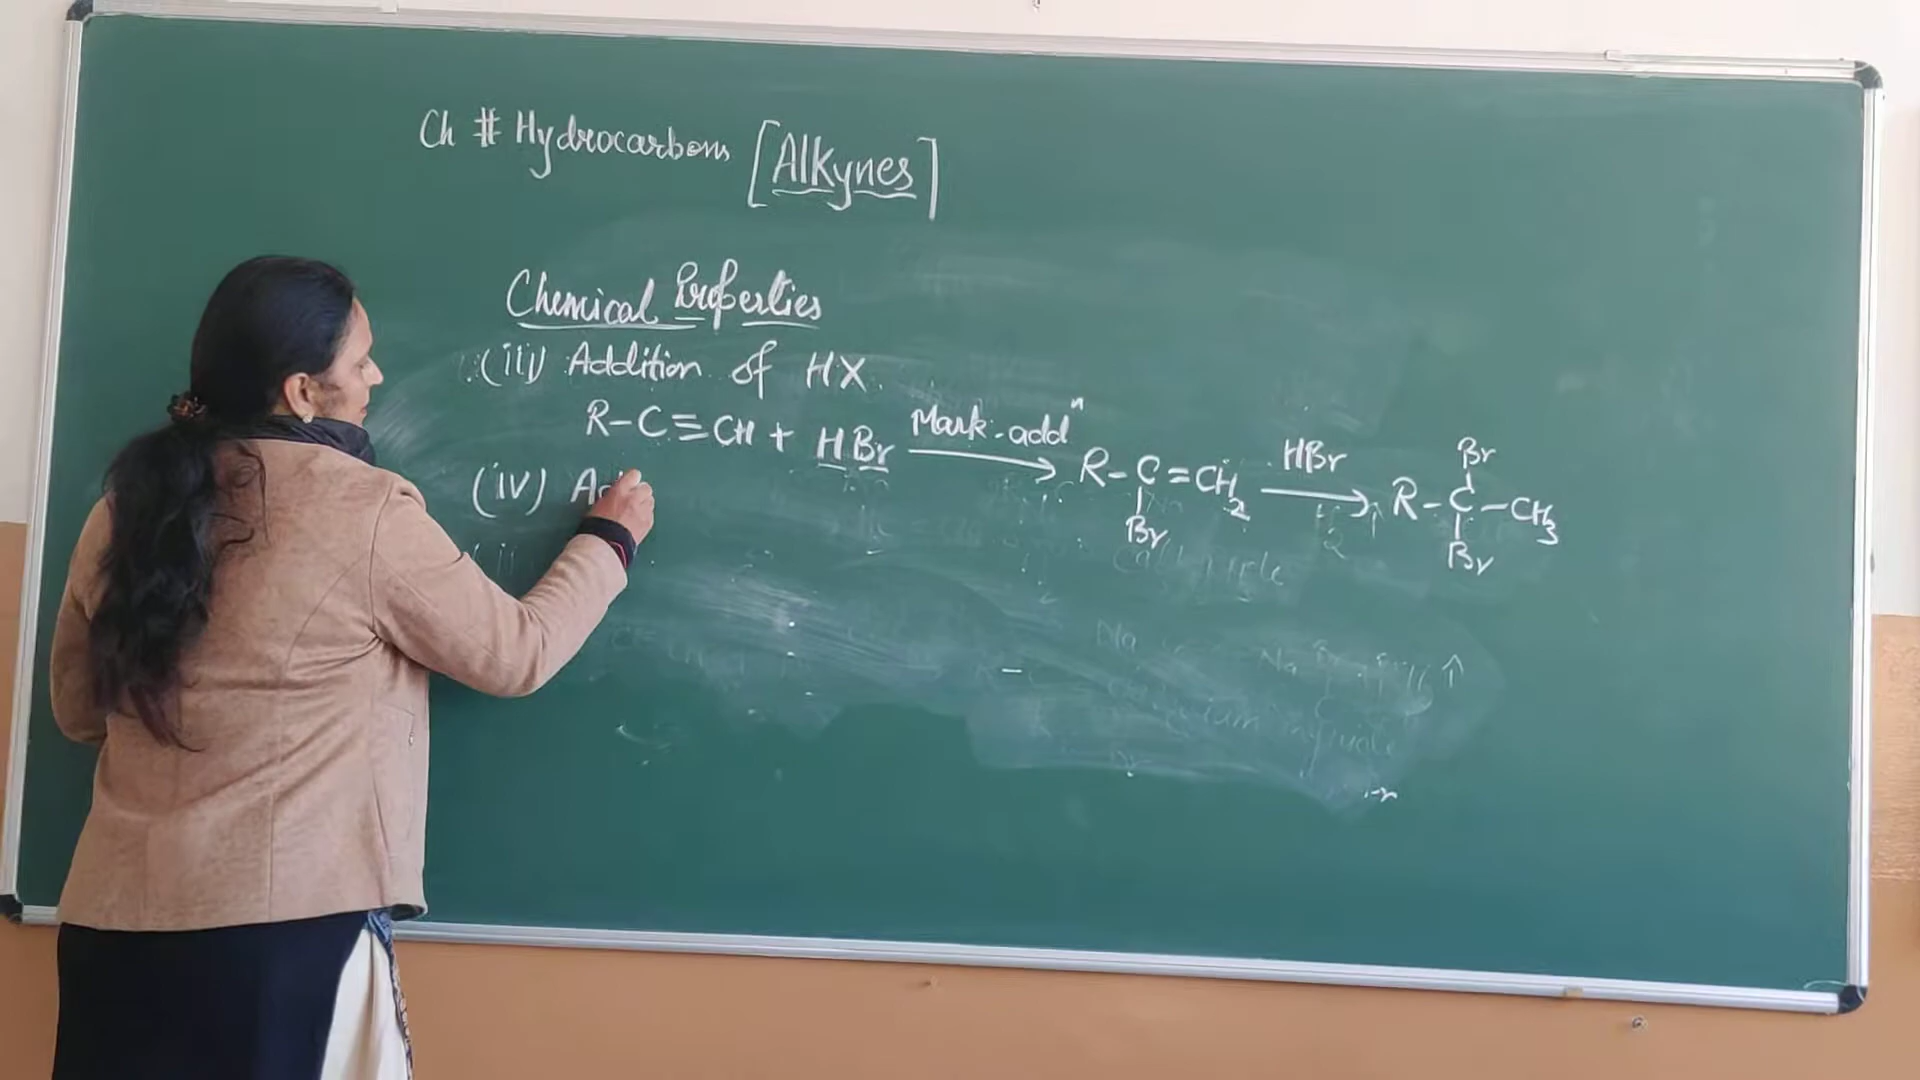 Ch # Hydrocarbons [Alkynes]
Chemical Properties
(iii) Addition of HX
R-C≡CH + HBr Mark. addⁿ → R-C(Br)=CH₂ HBr → R-C(Br)(Br)-CH₃
(iv) Ad